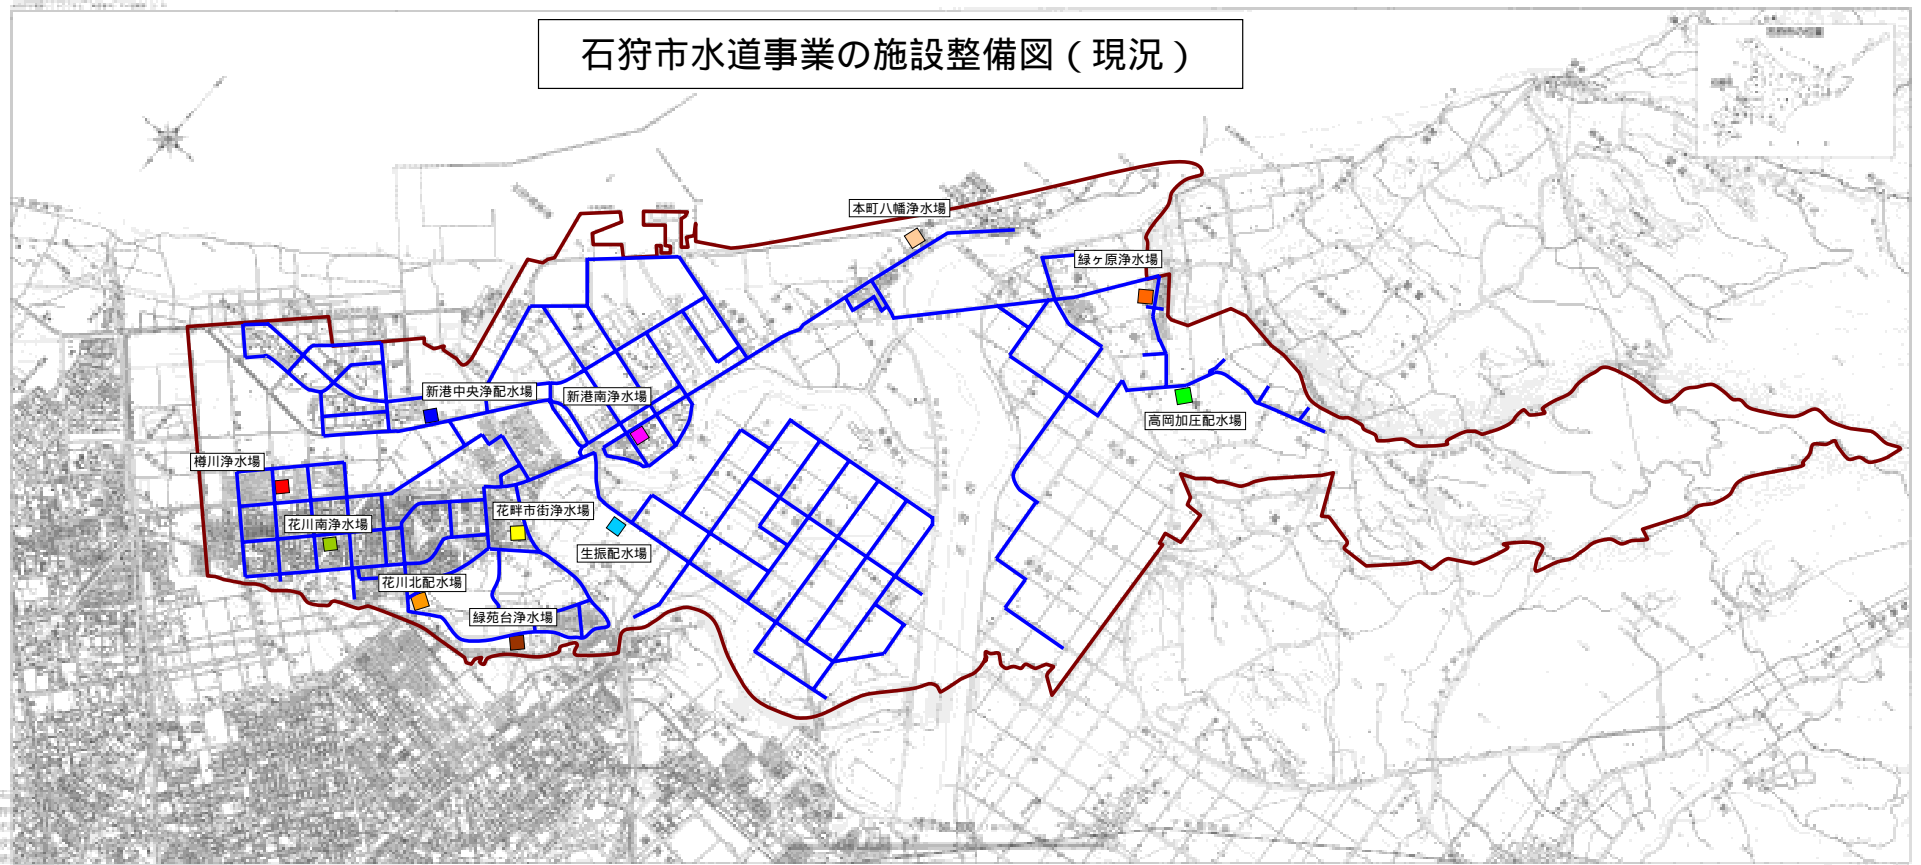 石狩市水道事業の施設整備図(現況)
本町八幡浄水場
緑ヶ原浄水場
新港中央浄配水場
新港南浄水場
高岡加圧配水場
樽川浄水場
花川南浄水場
花畔市街浄水場
生振配水場
花川北配水場
緑苑台浄水場